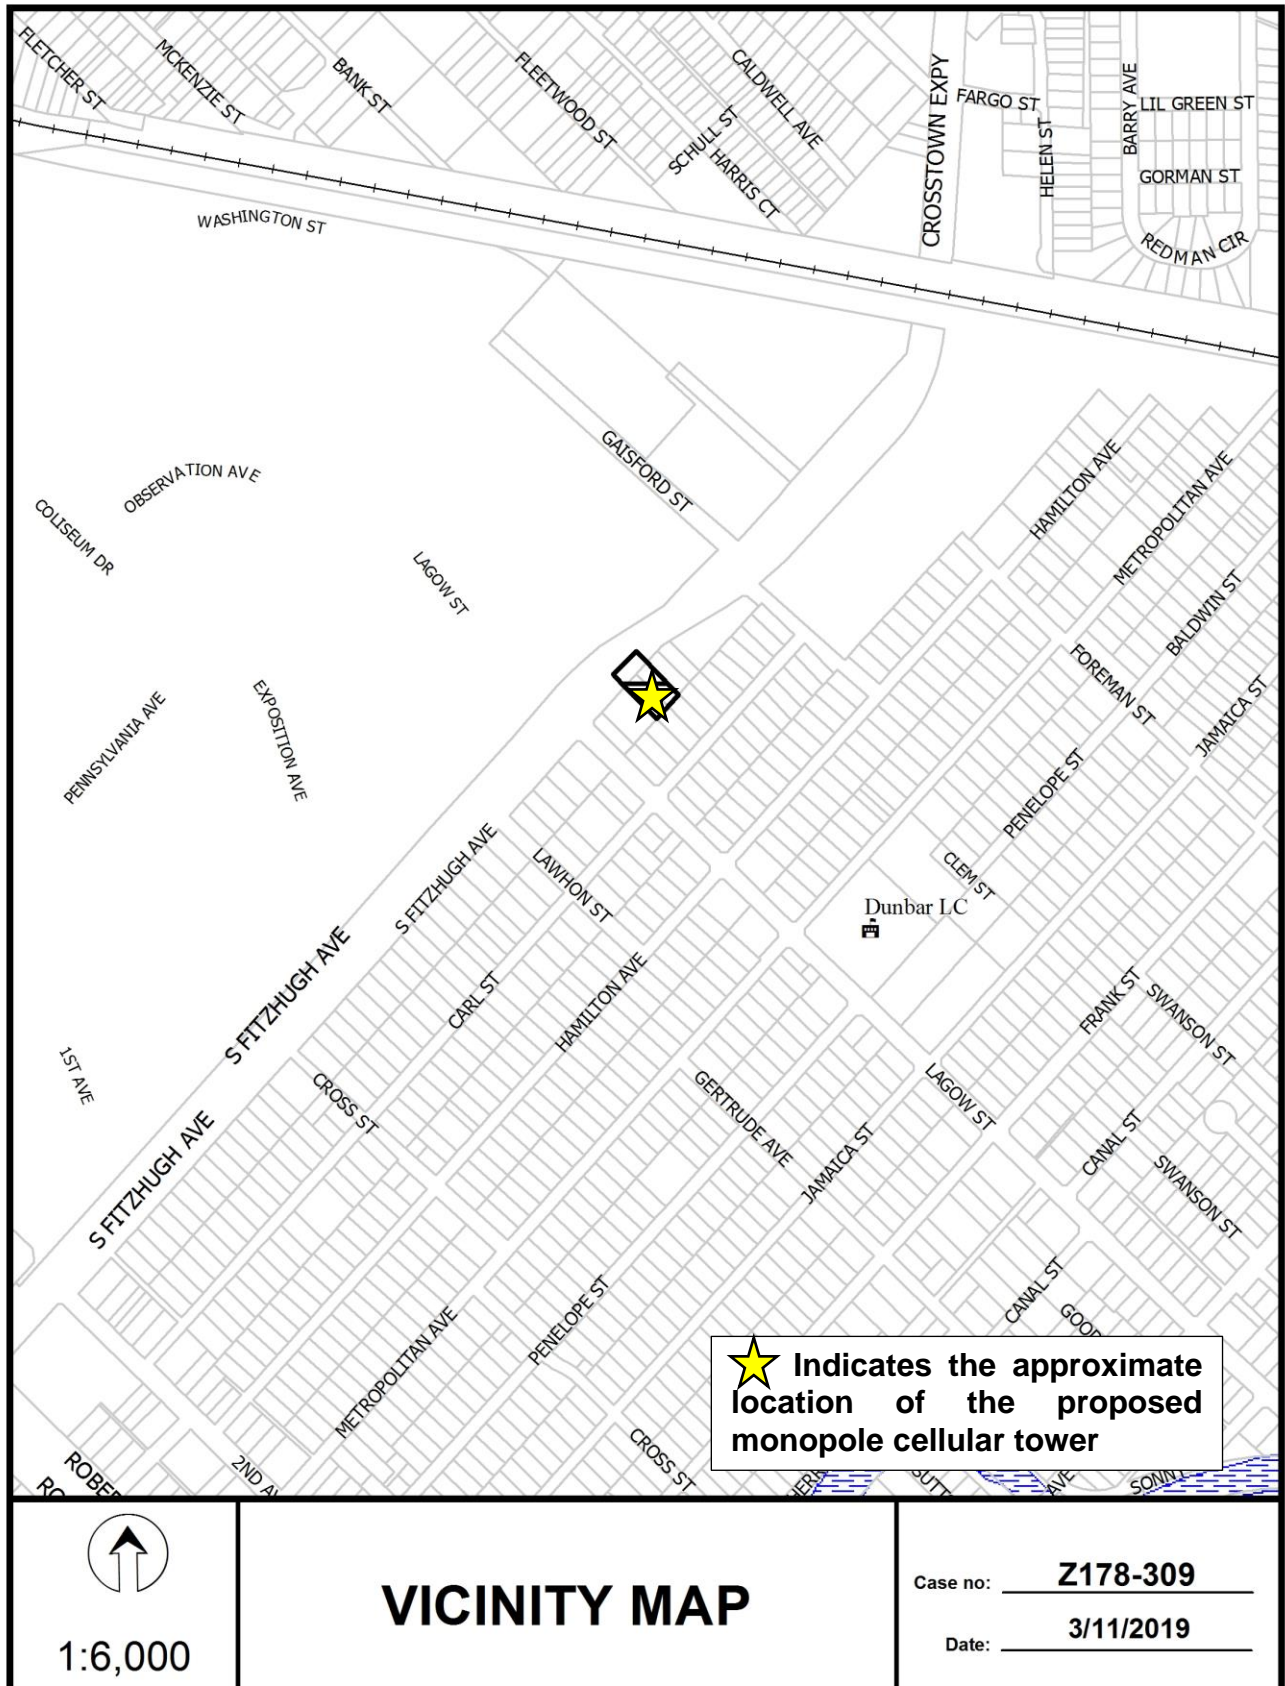 FLETCHER ST
MCKENZIE ST
BANK ST
FLEETWOOD ST
SCHULL ST
CALDWELL AVE
HARRIS CT
CROSSTOWN EXPY
FARGO ST
HELEN ST
BARRY AVE
LIL GREEN ST
GORMAN ST
REDMAN CIR
WASHINGTON ST
OBSERVATION AVE
COLISEUM DR
LAGOW ST
GAISFORD ST
HAMILTON AVE
METROPOLITAN AVE
BALDWIN ST
FOREMAN ST
JAMAICA ST
PENNSYLVANIA AVE
EXPOSITION AVE
PENELOPE ST
CLEM ST
S FITZHUGH AVE
LAWHON ST
Dunbar LC
S FITZHUGH AVE
CARL ST
HAMILTON AVE
FRANK ST
SWANSON ST
1ST AVE
CROSS ST
GERTRUDE AVE
LAGOW ST
JAMAICA ST
CANAL ST
SWANSON ST
S FITZHUGH AVE
CANAL ST
GOOD
PENELOPE ST
METROPOLITAN AVE
CROSS ST
2ND AV
ROBER
RO
AVE
SONN
Indicates the approximate
location of the proposed
monopole cellular tower
1:6,000
VICINITY MAP
Case no: Z178-309
Date: 3/11/2019